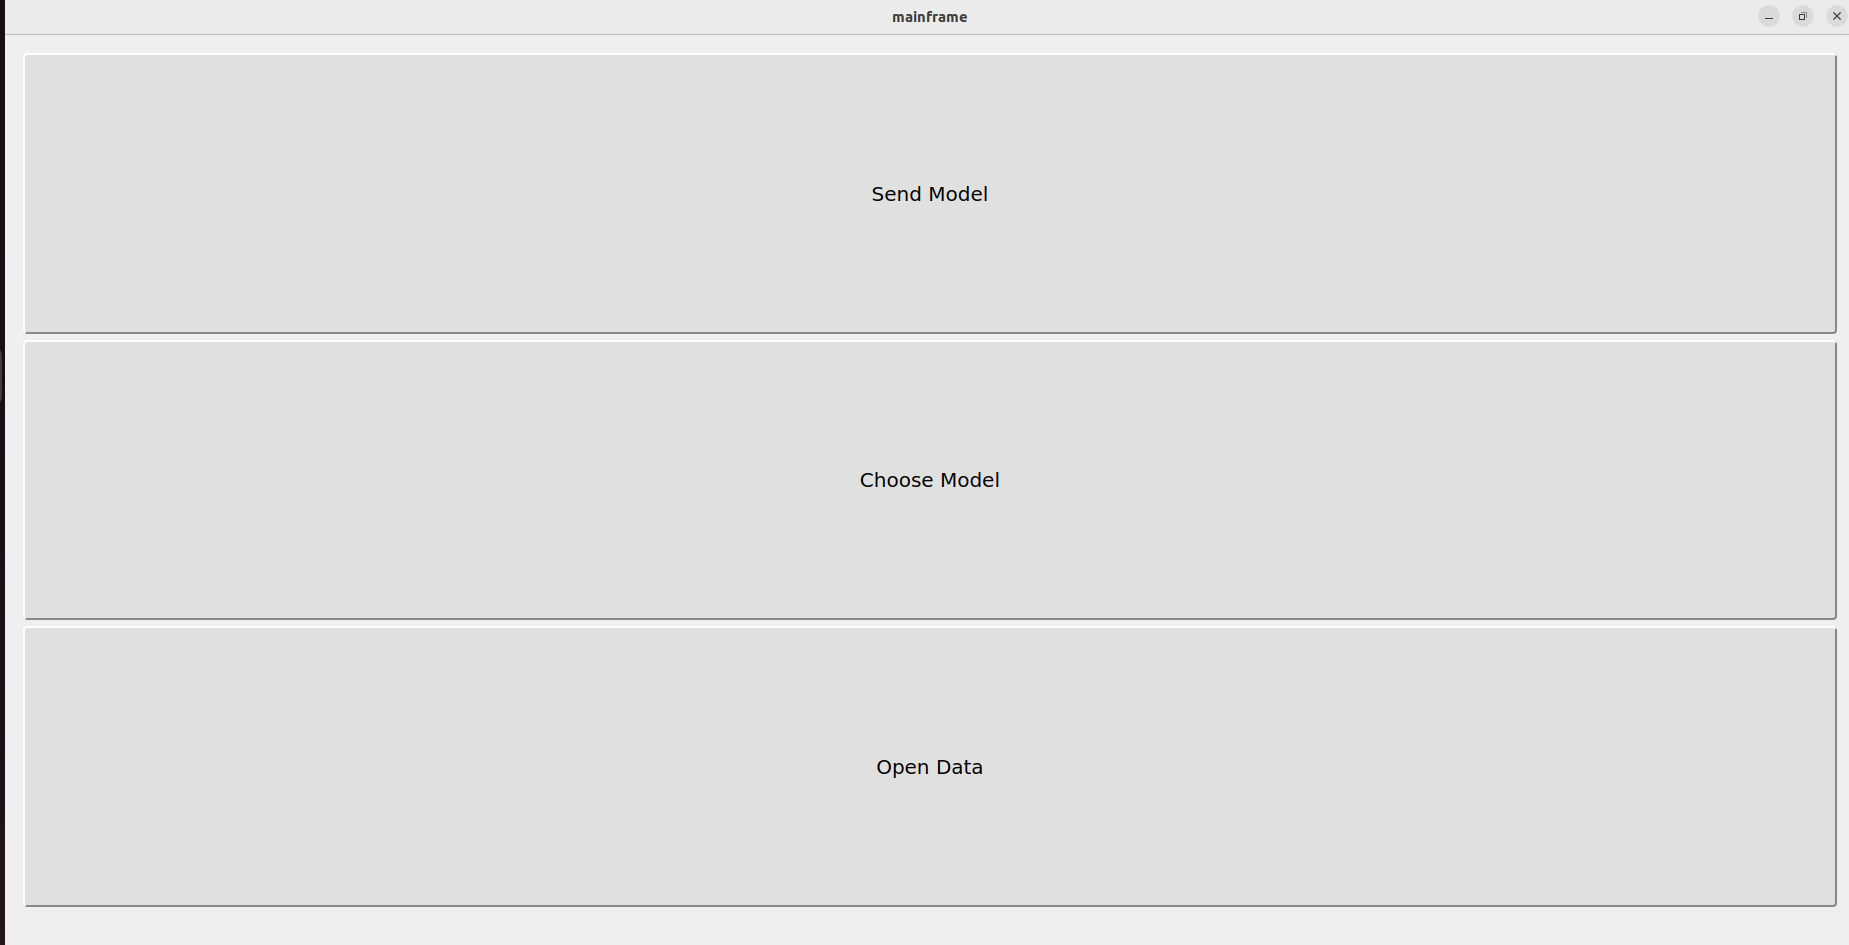 mainframe
Send Model
Choose Model
Open Data